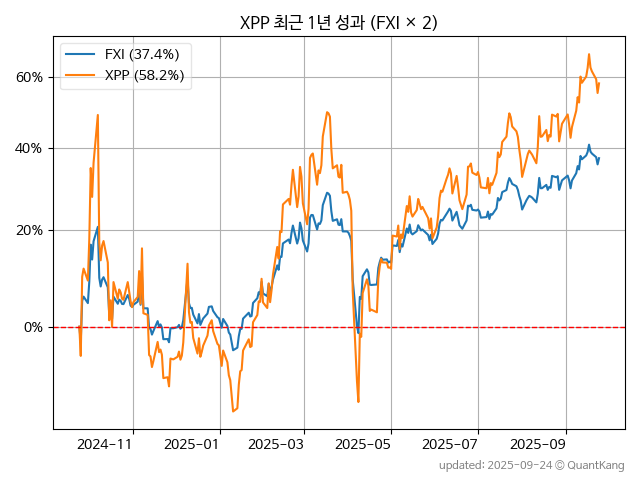 XPP 최근 1년 성과 (FXI × 2)
FXI (37.4%)
XPP (58.2%)
60%
40%
20%
0%
2024-11
2025-01
2025-03
2025-05
2025-07
2025-09
updated: 2025-09-24 © QuantKang